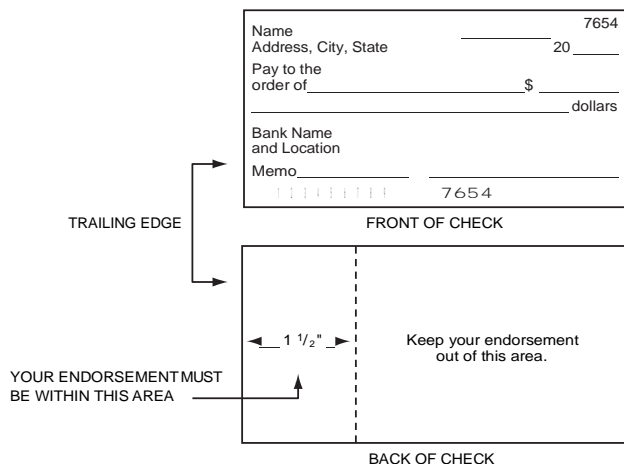 7654
Name
Address, City, State 20
Pay to the
order of $
dollars
Bank Name
and Location
Memo
7654
FRONT OF CHECK
TRAILING EDGE
1 1/2"
Keep your endorsement
out of this area.
YOUR ENDORSEMENT MUST
BE WITHIN THIS AREA
BACK OF CHECK